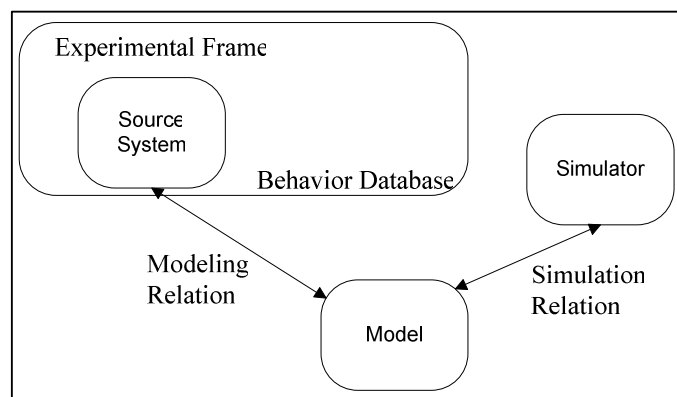 Experimental Frame
Source
System
Behavior Database
Simulator
Modeling
Relation
Simulation
Relation
Model